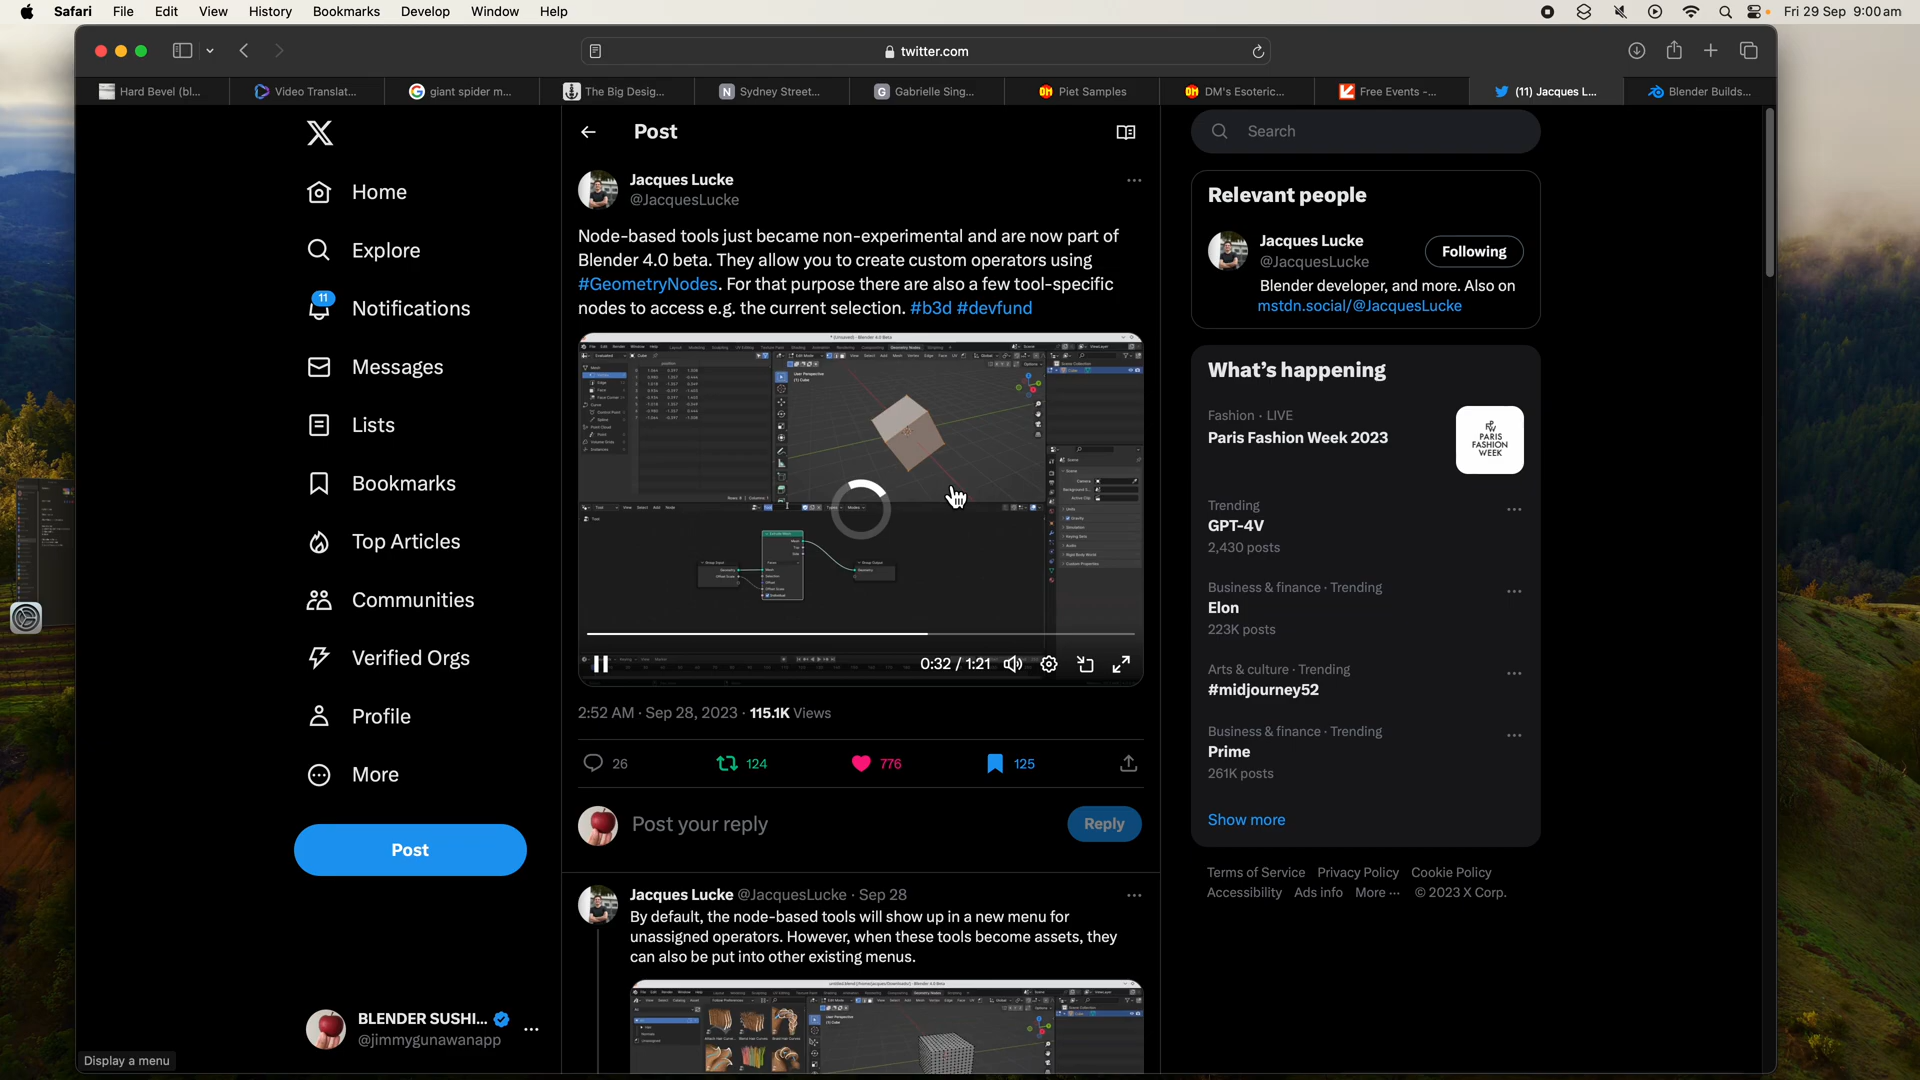 Safari File Edit View History Bookmarks Develop Window Help Fri 29 Sep 9:00 am
twitter.com
Hard Bevel (bl... Video Translat... giant spider m... The Big Desig... Sydney Street... Gabrielle Sing... Piet Samples DM's Esoteric... Free Events -... (11) Jacques L... Blender Builds...
Home
Explore
11
Notifications
Messages
Lists
Bookmarks
Top Articles
Communities
Verified Orgs
Profile
More
Post
BLENDER SUSHI...
@jimmygunawanapp
Display a menu
Post
Jacques Lucke
@JacquesLucke
Node-based tools just became non-experimental and are now part of
Blender 4.0 beta. They allow you to create custom operators using
#GeometryNodes. For that purpose there are also a few tool-specific
nodes to access e.g. the current selection. #b3d #devfund
0:32 / 1:21
2:52 AM · Sep 28, 2023 · 115.1K Views
26 124 776 125
Post your reply
Reply
Jacques Lucke @JacquesLucke · Sep 28
By default, the node-based tools will show up in a new menu for
unassigned operators. However, when these tools become assets, they
can also be put into other existing menus.
Search
Relevant people
Jacques Lucke
@JacquesLucke
Following
Blender developer, and more. Also on
mstdn.social/@JacquesLucke
What's happening
Fashion · LIVE
Paris Fashion Week 2023
PARIS
FASHION
WEEK
Trending
GPT-4V
2,430 posts
Business & finance · Trending
Elon
223K posts
Arts & culture · Trending
#midjourney52
Business & finance · Trending
Prime
261K posts
Show more
Terms of Service Privacy Policy Cookie Policy
Accessibility Ads info More ··· © 2023 X Corp.